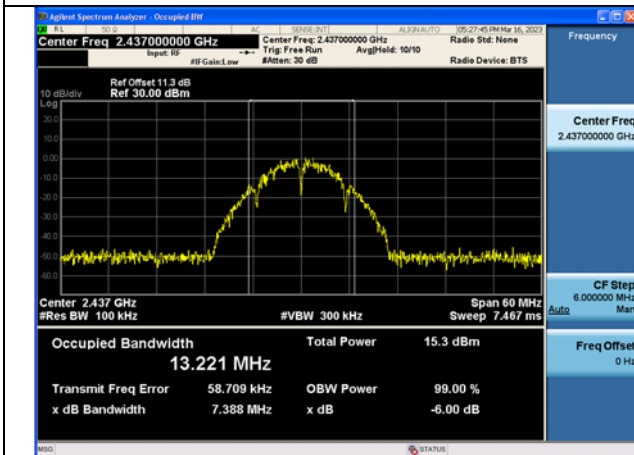 Agilent Spectrum Analyzer - Occupied BW
RL 50 Ω AC SENSE:INT ALIGN AUTO 05:27:45 PM Mar 16, 2023
Center Freq 2.437000000 GHz Center Freq: 2.437000000 GHz Radio Std: None
Input: RF Trig: Free Run Avg|Hold: 10/10
#IFGain:Low #Atten: 30 dB Radio Device: BTS
Frequency
Ref Offset 11.3 dB
10 dB/div Ref 30.00 dBm
Log
20.0
10.0
0.00
-10.0
-20.0
-30.0
-40.0
-50.0
-60.0
Center 2.437 GHz Span 60 MHz
#Res BW 100 kHz #VBW 300 kHz Sweep 7.467 ms
Occupied Bandwidth Total Power 15.3 dBm
13.221 MHz
Transmit Freq Error 58.709 kHz OBW Power 99.00 %
x dB Bandwidth 7.388 MHz x dB -6.00 dB
Center Freq
2.437000000 GHz
CF Step
6.000000 MHz
Auto Man
Freq Offset
0 Hz
MSG STATUS